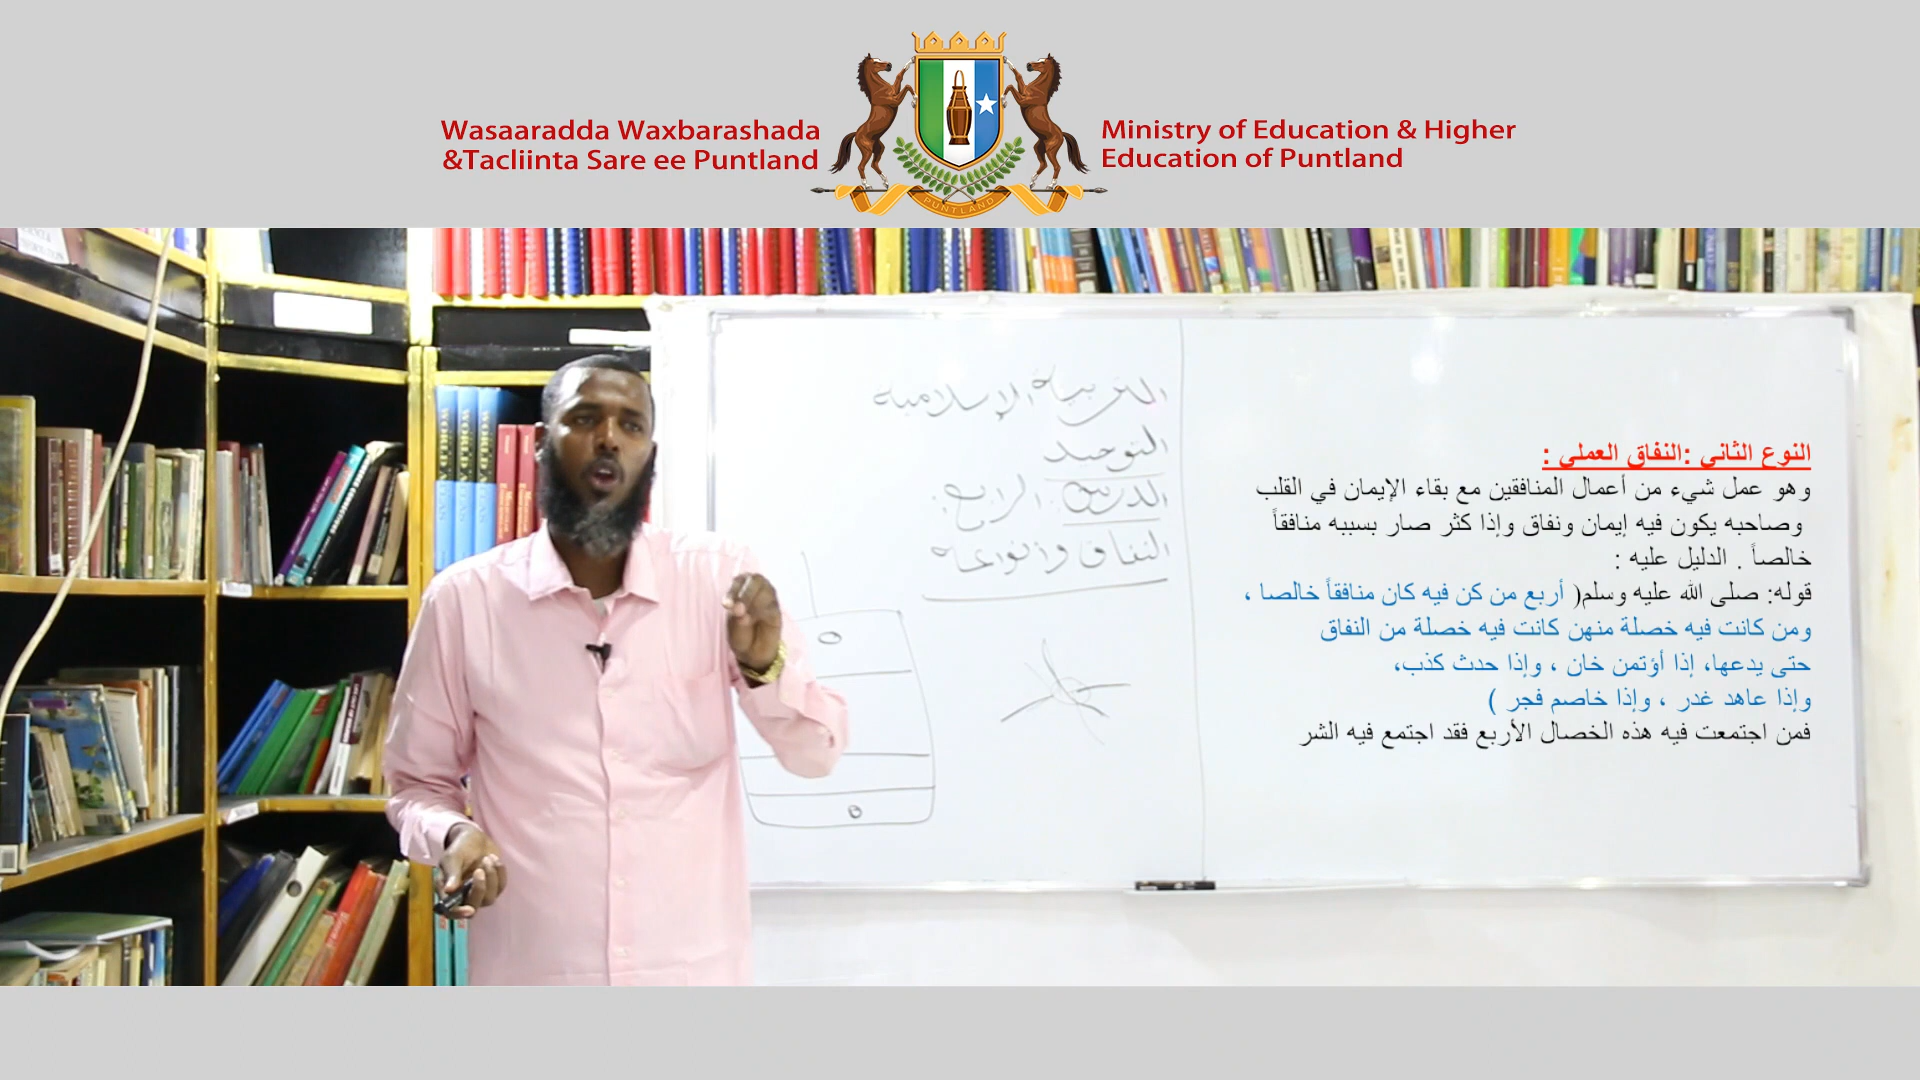 Wasaaradda Waxbarashada
&Tacliinta Sare ee Puntland
PUNTLAND
Ministry of Education & Higher
Education of Puntland
التربية الإسلامية
التوحيد
الدرس الرابع:
النفاق وأنواعه
النوع الثاني :النفاق العملي :
وهو عمل شيء من أعمال المنافقين مع بقاء الإيمان في القلب
وصاحبه يكون فيه إيمان ونفاق وإذا كثر صار بسببه منافقاً
خالصاً . الدليل عليه :
قوله: صلى الله عليه وسلم( أربع من كن فيه كان منافقاً خالصا ،
ومن كانت فيه خصلة منهن كانت فيه خصلة من النفاق
حتى يدعها، إذا أؤتمن خان ، وإذا حدث كذب،
وإذا عاهد غدر ، وإذا خاصم فجر )
فمن اجتمعت فيه هذه الخصال الأربع فقد اجتمع فيه الشر